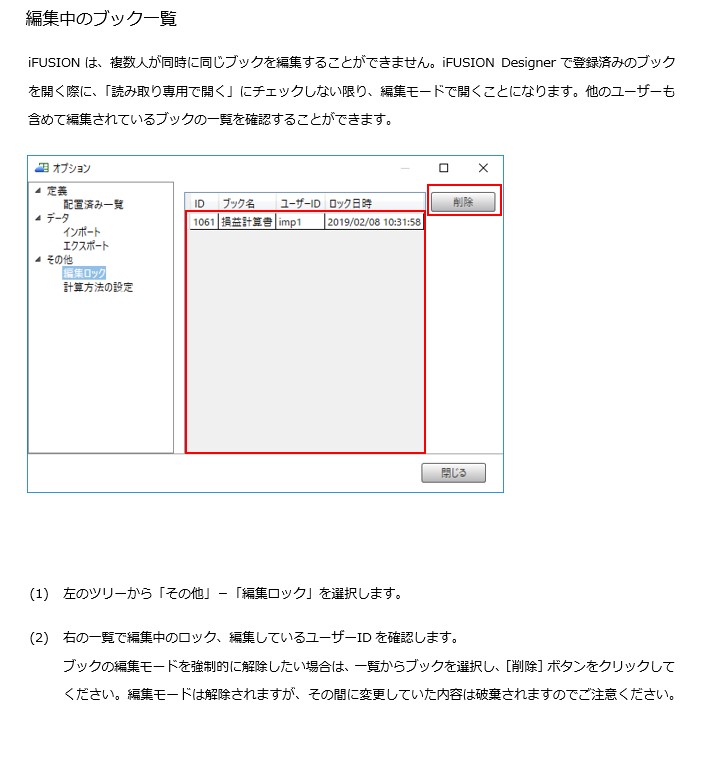 編集中のブック一覧
iFUSION は、複数人が同時に同じブックを編集することができません。iFUSION Designer で登録済みのブック
を開く際に、「読み取り専用で開く」にチェックしない限り、編集モードで開くことになります。他のユーザーも
含めて編集されているブックの一覧を確認することができます。
オプション
定義
配置済み一覧
データ
インポート
エクスポート
その他
編集ロック
計算方法の設定
ID ブック名 ユーザーID ロック日時
1061 損益計算書 imp1 2019/02/08 10:31:58
削除
閉じる
(1) 左のツリーから「その他」－「編集ロック」を選択します。
(2) 右の一覧で編集中のロック、編集しているユーザーID を確認します。
ブックの編集モードを強制的に解除したい場合は、一覧からブックを選択し、[削除] ボタンをクリックして
ください。編集モードは解除されますが、その間に変更していた内容は破棄されますのでご注意ください。